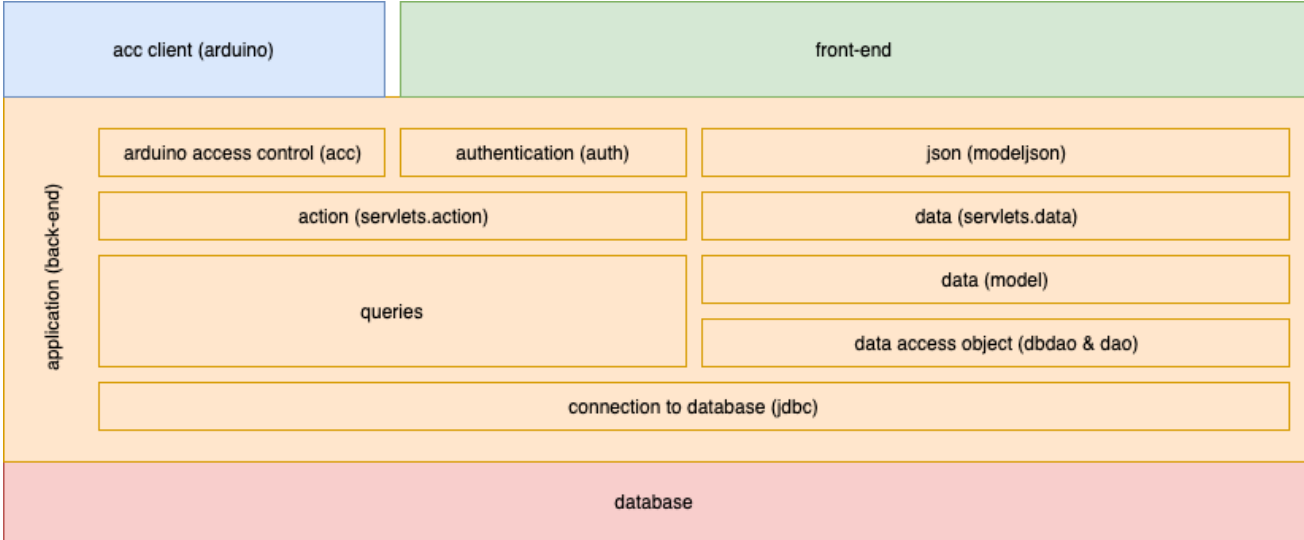 acc client (arduino)
front-end
application (back-end)
arduino access control (acc)
authentication (auth)
json (modeljson)
action (servlets.action)
data (servlets.data)
queries
data (model)
data access object (dbdao & dao)
connection to database (jdbc)
database